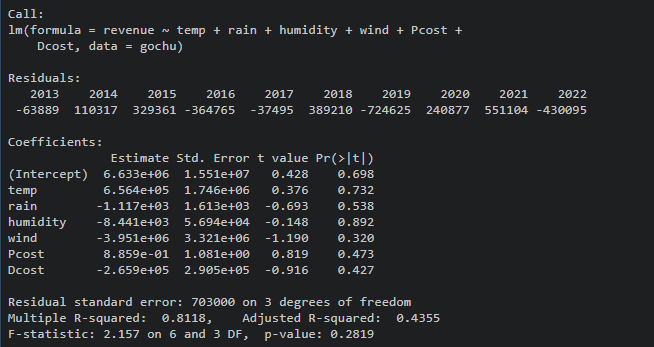 Call:
lm(formula = revenue ~ temp + rain + humidity + wind + Pcost +
    Dcost, data = gochu)

Residuals:
   2013    2014    2015    2016    2017    2018    2019    2020    2021    2022
 -63889  110317  329361 -364765  -37495  389210 -724625  240877  551104 -430095

Coefficients:
              Estimate Std. Error t value Pr(>|t|)
(Intercept)  6.633e+06  1.551e+07   0.428    0.698
temp         6.564e+05  1.746e+06   0.376    0.732
rain        -1.117e+03  1.613e+03  -0.693    0.538
humidity    -8.441e+03  5.694e+04  -0.148    0.892
wind        -3.951e+06  3.321e+06  -1.190    0.320
Pcost        8.859e-01  1.081e+00   0.819    0.473
Dcost       -2.659e+05  2.905e+05  -0.916    0.427

Residual standard error: 703000 on 3 degrees of freedom
Multiple R-squared:  0.8118,    Adjusted R-squared:  0.4355
F-statistic: 2.157 on 6 and 3 DF,  p-value: 0.2819